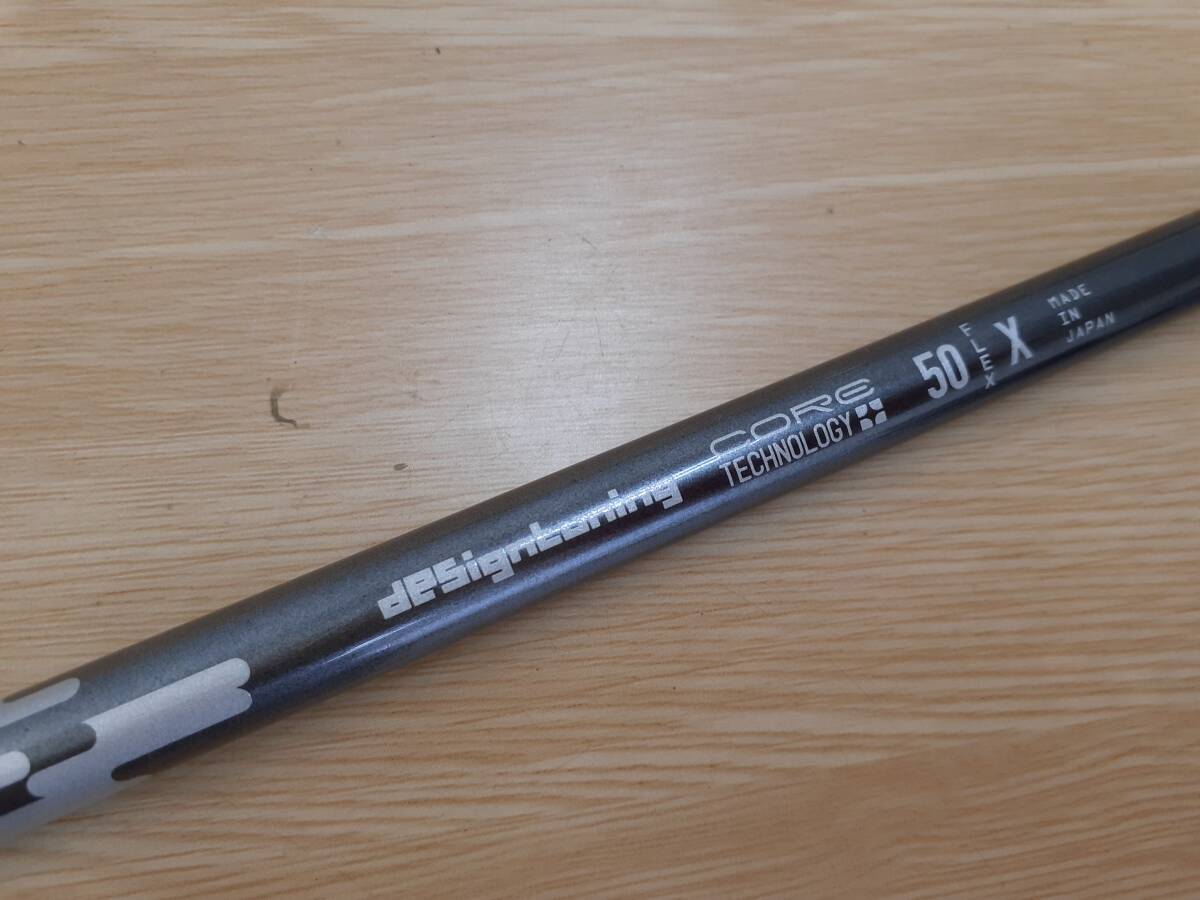 designtuning
CORE
TECHNOLOGY
50
FLEX
X
MADE
IN
JAPAN